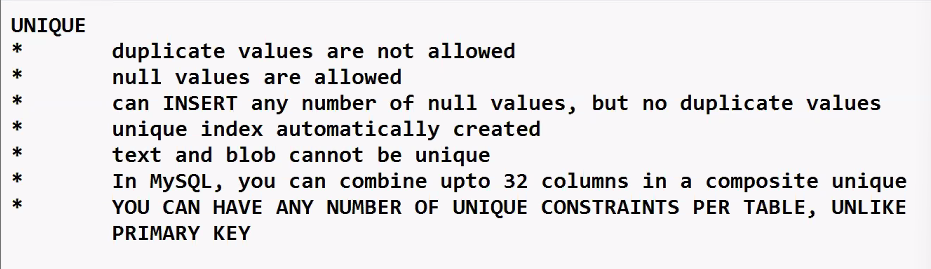 UNIQUE
* duplicate values are not allowed
* null values are allowed
* can INSERT any number of null values, but no duplicate values
* unique index automatically created
* text and blob cannot be unique
* In MySQL, you can combine upto 32 columns in a composite unique
* YOU CAN HAVE ANY NUMBER OF UNIQUE CONSTRAINTS PER TABLE, UNLIKE
PRIMARY KEY